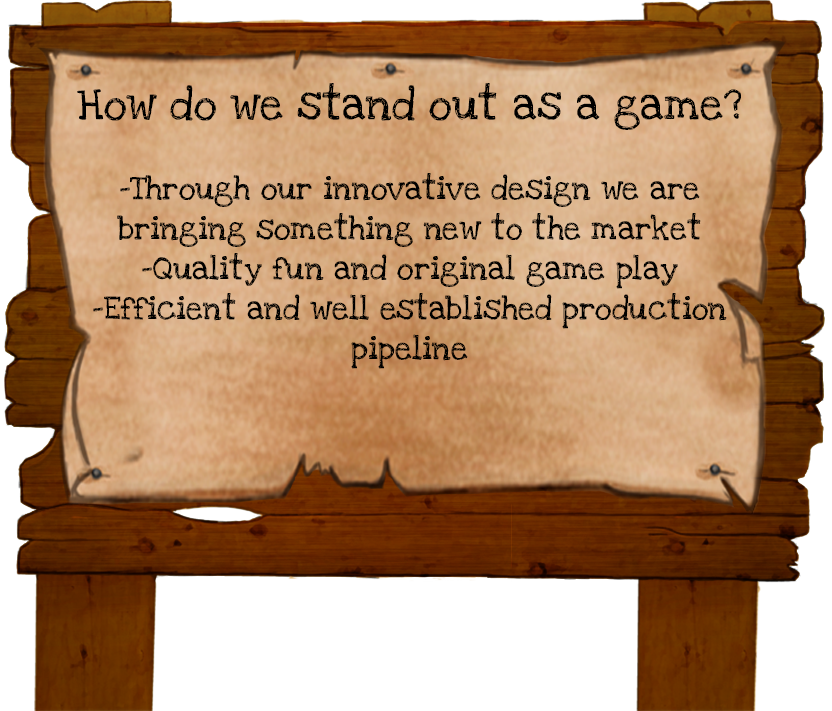 How do we stand out as a game?
-Through our innovative design we are
bringing something new to the market
-Quality fun and original game play
-Efficient and well established production
pipeline